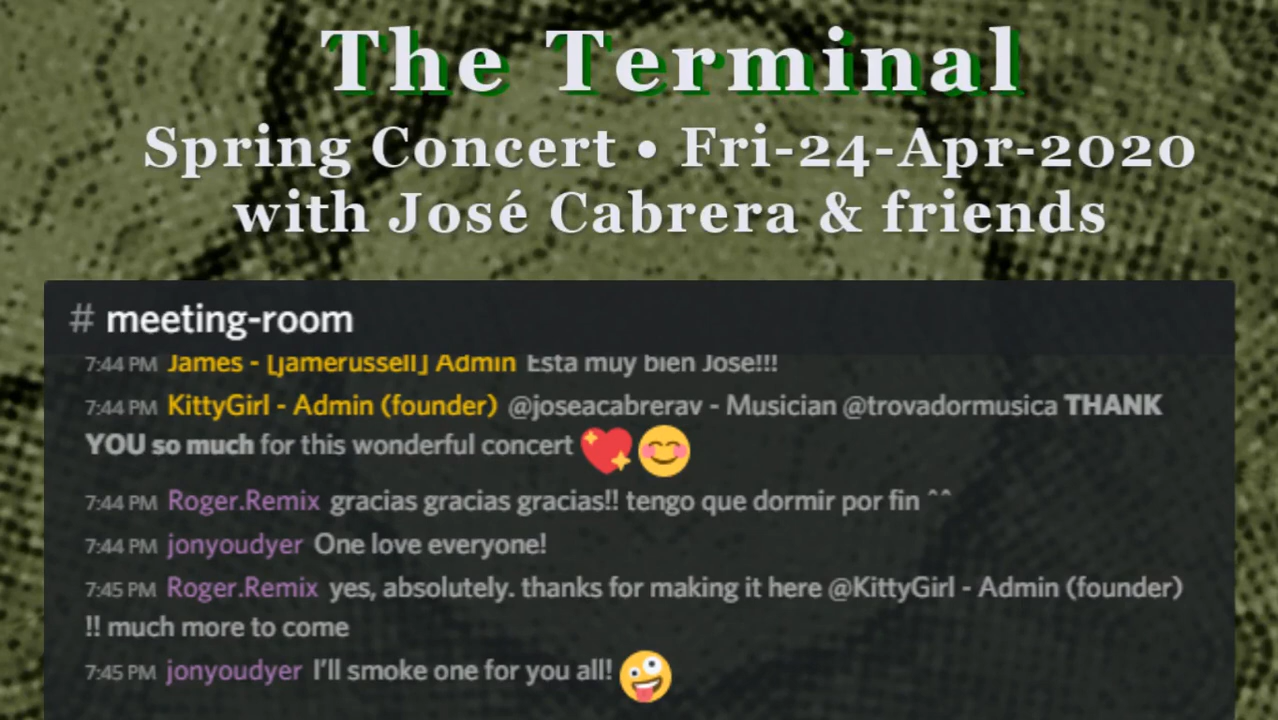 The Terminal
Spring Concert • Fri-24-Apr-2020
with José Cabrera & friends
# meeting-room
7:44 PM James - [jamerussell] Admin Esta muy bien Jose!!!
7:44 PM KittyGirl - Admin (founder) @joseacabrerav - Musician @trovadormusica THANK
YOU so much for this wonderful concert 💖😊
7:44 PM Roger.Remix gracias gracias gracias!! tengo que dormir por fin ^^
7:44 PM jonyoudyer One love everyone!
7:45 PM Roger.Remix yes, absolutely. thanks for making it here @KittyGirl - Admin (founder)
!! much more to come
7:45 PM jonyoudyer I'll smoke one for you all! 🤪